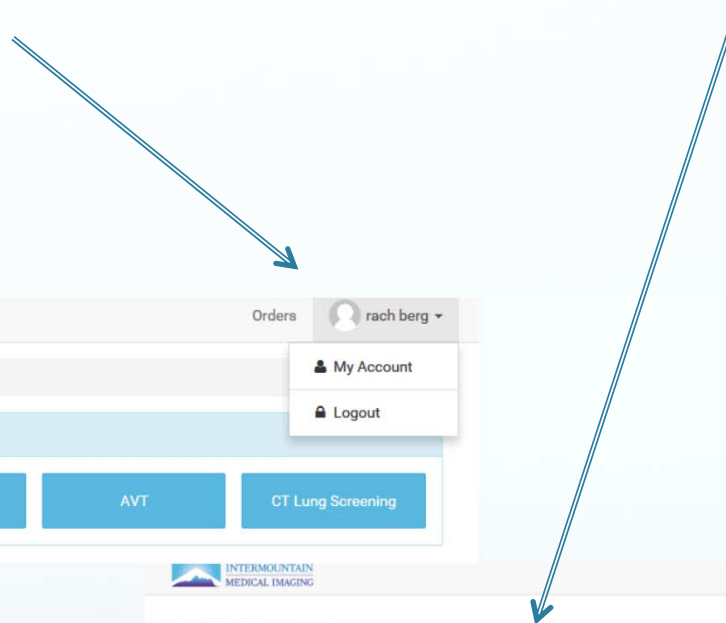 Orders rach berg
My Account
Logout
AVT CT Lung Screening
INTERMOUNTAIN
MEDICAL IMAGING